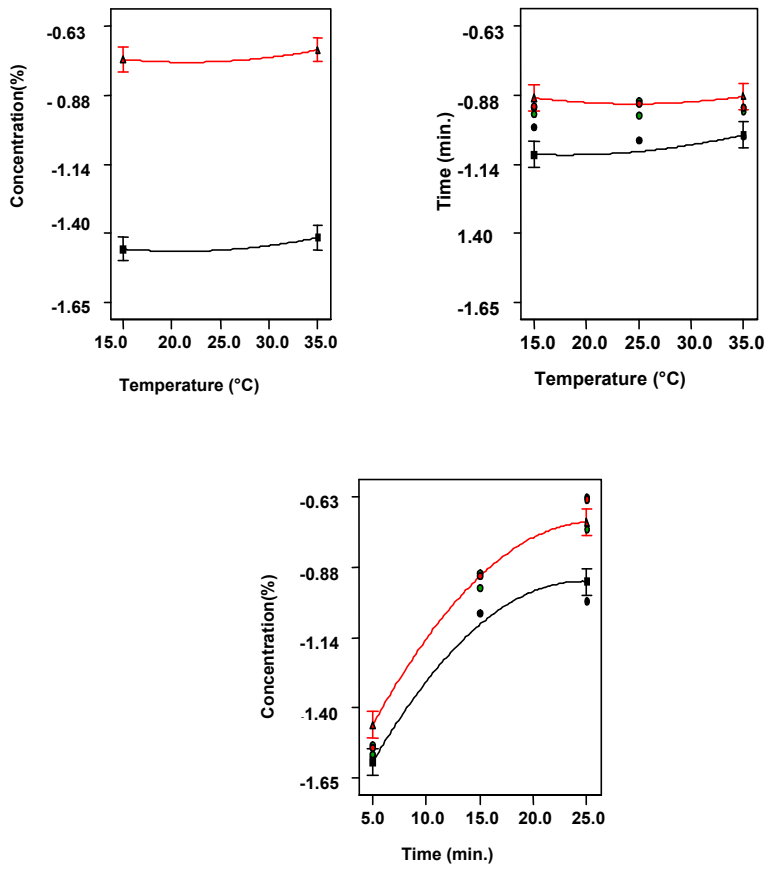 Concentration(%)
-0.63
-0.88
-1.14
-1.40
-1.65
15.0 20.0 25.0 30.0 35.0
Temperature (°C)
Time (min.)
-0.63
-0.88
-1.14
1.40
-1.65
15.0 20.0 25.0 30.0 35.0
Temperature (°C)
Concentration(%)
-0.63
-0.88
-1.14
-1.40
-1.65
5.0 10.0 15.0 20.0 25.0
Time (min.)